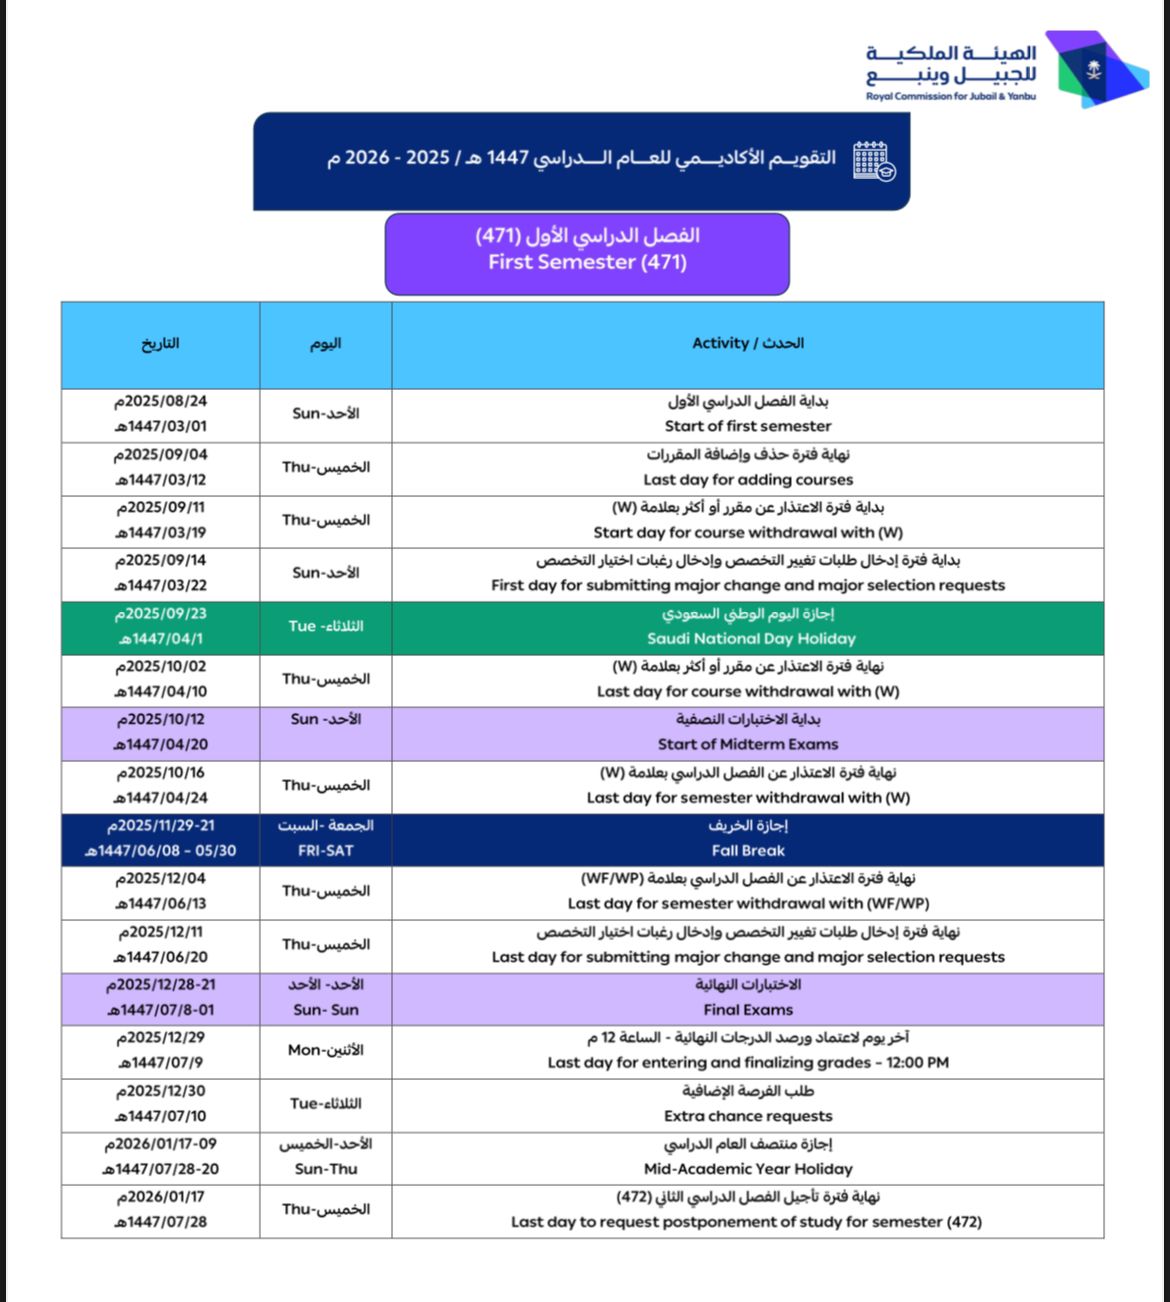 الهيئة الملكية
للجبيل وينبع
Royal Commission for Jubail & Yanbu
التقويم الأكاديمي للعام الدراسي 1447 هـ / 2025 - 2026 م
الفصل الدراسي الأول (471)
First Semester (471)
الحدث / Activity
اليوم
التاريخ
بداية الفصل الدراسي الأول
Start of first semester
الأحد-Sun
2025/08/24م
1447/03/01هـ
نهاية فترة حذف وإضافة المقررات
Last day for adding courses
الخميس-Thu
2025/09/04م
1447/03/12هـ
بداية فترة الاعتذار عن مقرر أو أكثر بعلامة (W)
Start day for course withdrawal with (W)
الخميس-Thu
2025/09/11م
1447/03/19هـ
بداية فترة إدخال طلبات تغيير التخصص وإدخال رغبات اختيار التخصص
First day for submitting major change and major selection requests
الأحد-Sun
2025/09/14م
1447/03/22هـ
إجازة اليوم الوطني السعودي
Saudi National Day Holiday
الثلاثاء- Tue
2025/09/23م
1447/04/1هـ
نهاية فترة الاعتذار عن مقرر أو أكثر بعلامة (W)
Last day for course withdrawal with (W)
الخميس-Thu
2025/10/02م
1447/04/10هـ
بداية الاختبارات النصفية
Start of Midterm Exams
الأحد- Sun
2025/10/12م
1447/04/20هـ
نهاية فترة الاعتذار عن الفصل الدراسي بعلامة (W)
Last day for semester withdrawal with (W)
الخميس-Thu
2025/10/16م
1447/04/24هـ
إجازة الخريف
Fall Break
الجمعة -السبت
FRI-SAT
2025/11/29-21م
1447/06/08 – 05/30هـ
نهاية فترة الاعتذار عن الفصل الدراسي بعلامة (WF/WP)
Last day for semester withdrawal with (WF/WP)
الخميس-Thu
2025/12/04م
1447/06/13هـ
نهاية فترة إدخال طلبات تغيير التخصص وإدخال رغبات اختيار التخصص
Last day for submitting major change and major selection requests
الخميس-Thu
2025/12/11م
1447/06/20هـ
الاختبارات النهائية
Final Exams
الأحد- الأحد
Sun- Sun
2025/12/28-21م
1447/07/8-01هـ
آخر يوم لاعتماد ورصد الدرجات النهائية - الساعة 12 م
Last day for entering and finalizing grades – 12:00 PM
الأثنين-Mon
2025/12/29م
1447/07/9هـ
طلب الفرصة الإضافية
Extra chance requests
الثلاثاء-Tue
2025/12/30م
1447/07/10هـ
إجازة منتصف العام الدراسي
Mid-Academic Year Holiday
الأحد-الخميس
Sun-Thu
2026/01/17-09م
1447/07/28-20هـ
نهاية فترة تأجيل الفصل الدراسي الثاني (472)
Last day to request postponement of study for semester (472)
الخميس-Thu
2026/01/17م
1447/07/28هـ